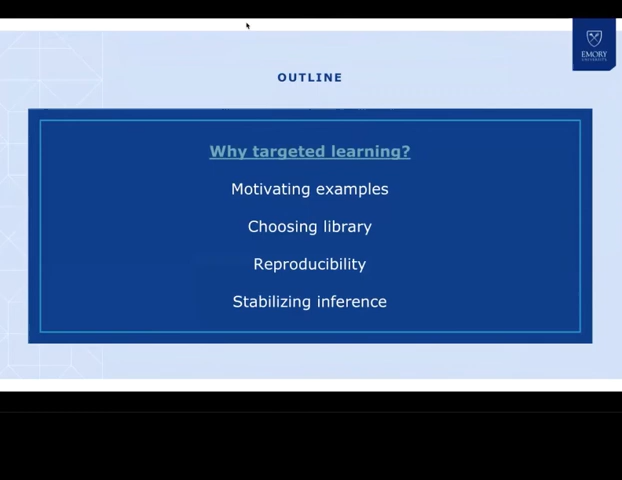 EMORY
UNIVERSITY
OUTLINE
Why targeted learning?
Motivating examples
Choosing library
Reproducibility
Stabilizing inference